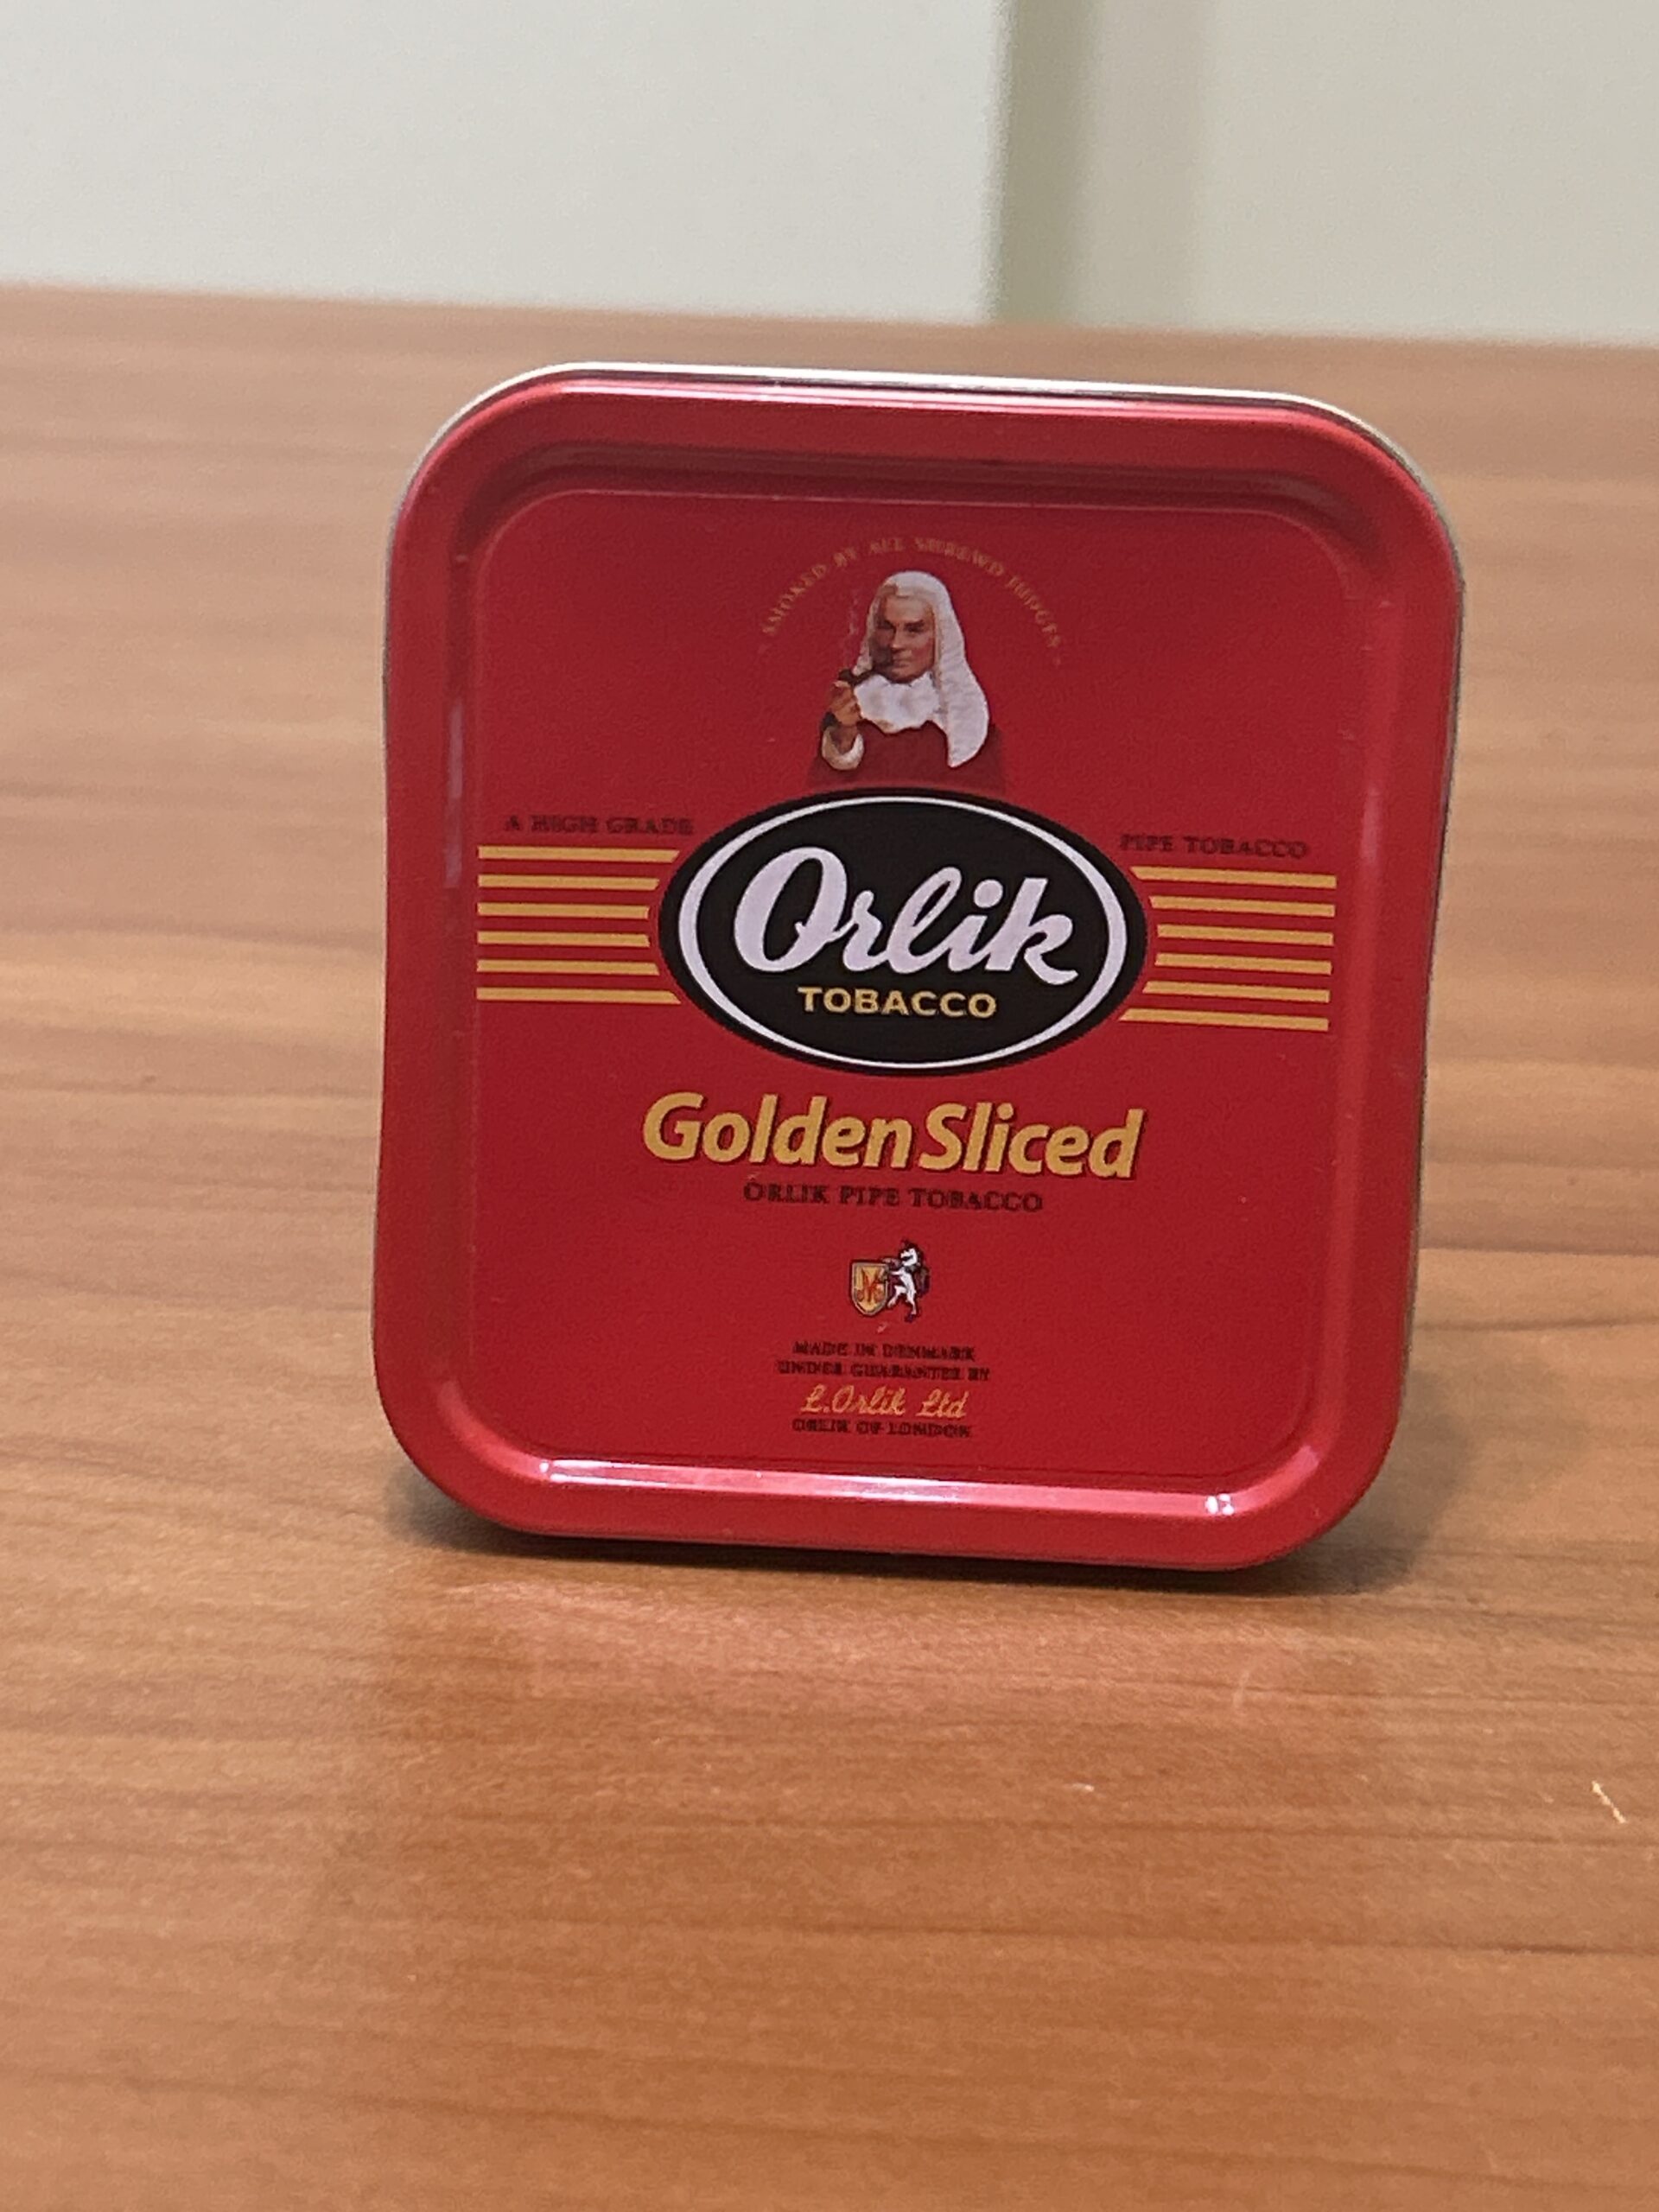 SMOKED BY ALL SHREWD JUDGES
A HIGH GRADE
PIPE TOBACCO
Orlik
TOBACCO
Golden Sliced
ORLIK PIPE TOBACCO
MADE IN DENMARK
UNDER GUARANTEE BY
L.Orlik Ltd
ORLIK OF LONDON